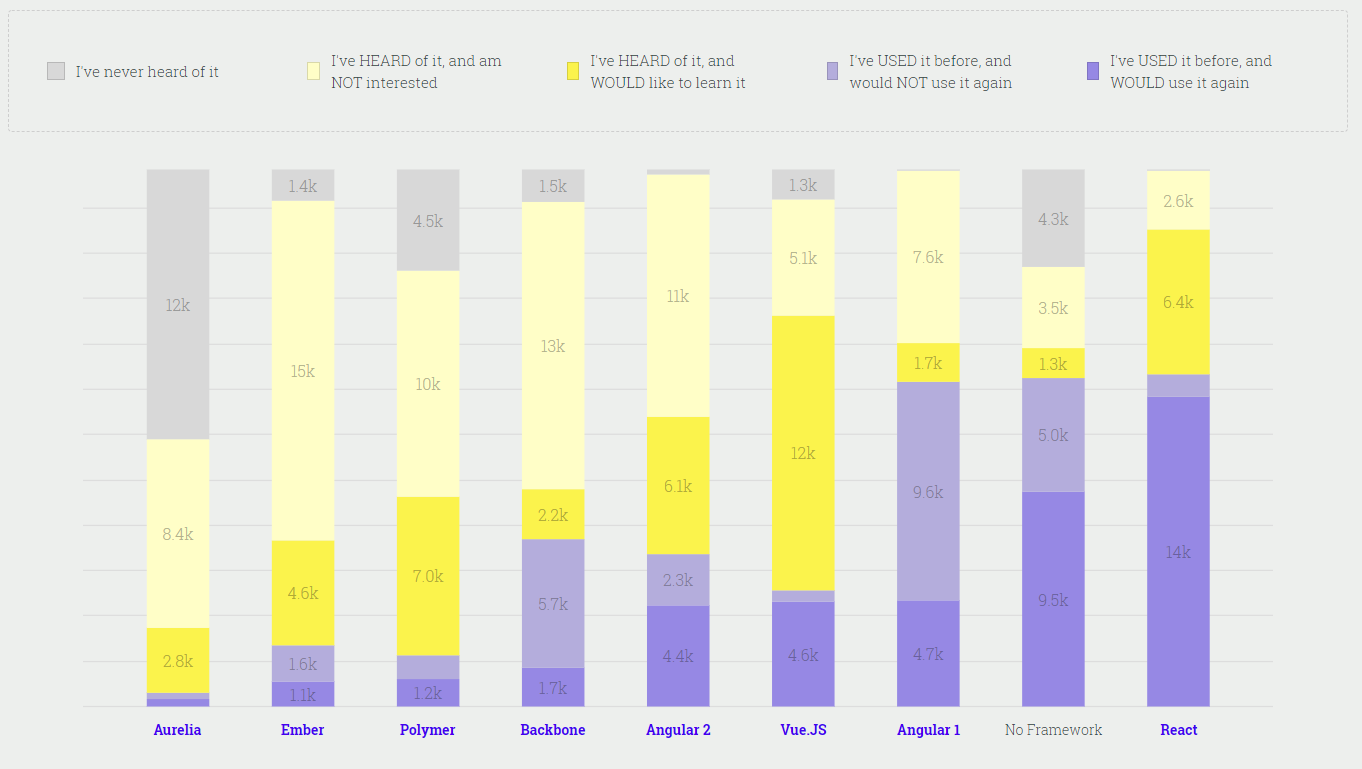 I've never heard of it
I've HEARD of it, and am
NOT interested
I've HEARD of it, and
WOULD like to learn it
I've USED it before, and
would NOT use it again
I've USED it before, and
WOULD use it again
12k
8.4k
2.8k
1.4k
15k
4.6k
1.6k
1.1k
4.5k
10k
7.0k
1.2k
1.5k
13k
2.2k
5.7k
1.7k
11k
6.1k
2.3k
4.4k
1.3k
5.1k
12k
4.6k
7.6k
1.7k
9.6k
4.7k
4.3k
3.5k
1.3k
5.0k
9.5k
2.6k
6.4k
14k
Aurelia
Ember
Polymer
Backbone
Angular 2
Vue.JS
Angular 1
No Framework
React